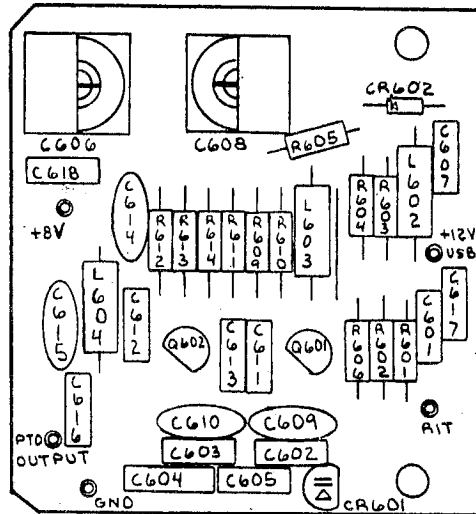 CR602
C606
C608
R605
C607
C618
C614
L602
R604
R603
+8V
R612
R613
R614
R611
R609
R610
L603
+12V
USB
C617
L604
C612
C615
Q602
C613
C611
Q601
R606
R602
R601
C601
C616
RIT
C610
C609
PTO
OUTPUT
C603
C602
C604
C605
GND
CR601